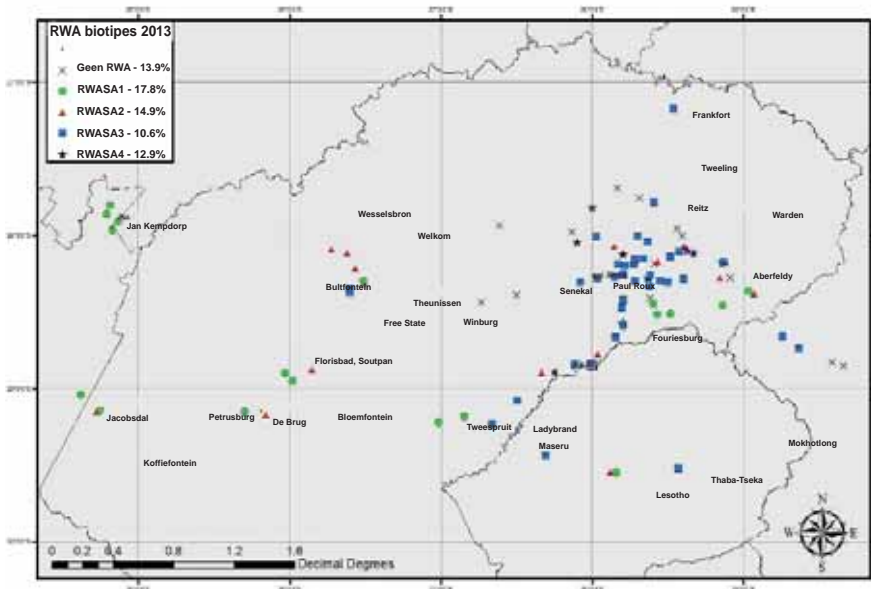 RWA biotipes 2013
Geen RWA - 13.9%
RWASA1 - 17.8%
RWASA2 - 14.9%
RWASA3 - 10.6%
RWASA4 - 12.9%
Frankfort
Tweeling
Reitz
Warden
Wesselsbron
Jan Kempdorp
Welkom
Aberfeldy
Bultfontein
Senekal
Paul Roux
Theunissen
Free State
Winburg
Fouriesburg
Florisbad, Soutpan
Jacobsdal
Petrusburg
De Brug
Bloemfontein
Tweespruit
Ladybrand
Maseru
Mokhotlong
Koffiefontein
Thaba-Tseka
Lesotho
N
W
E
S
0 0.2 0.4 0.8 1.2 1.6
Decimal Degrees